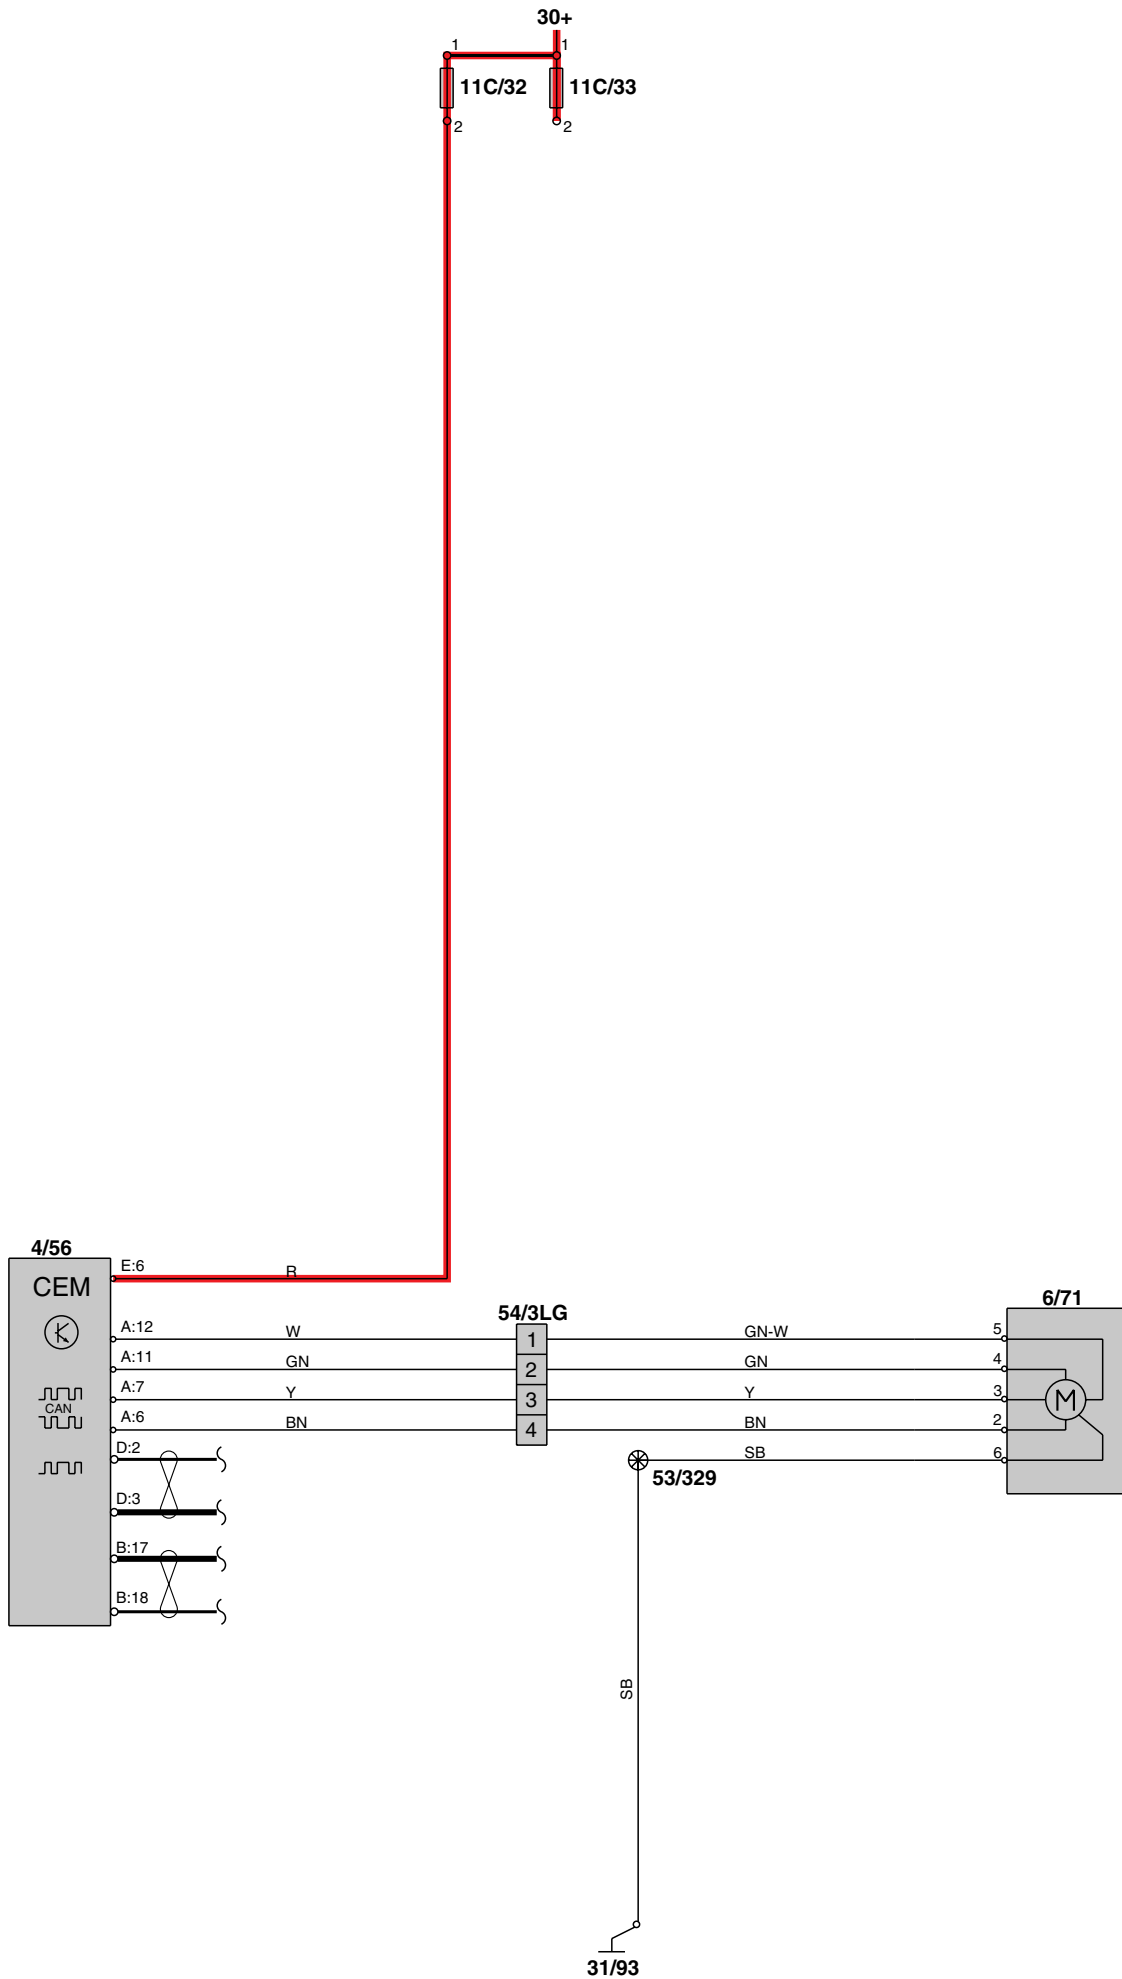 30+
1 1
11C/32 11C/33
2 2
4/56
E:6 R
CEM
54/3LG 6/71
A:12 W 1 GN-W 5
A:11 GN 2 GN 4
A:7 Y 3 Y 3 M
CAN
A:6 BN 4 BN 2
D:2 SB 6
53/329
D:3
B:17
B:18
SB
31/93